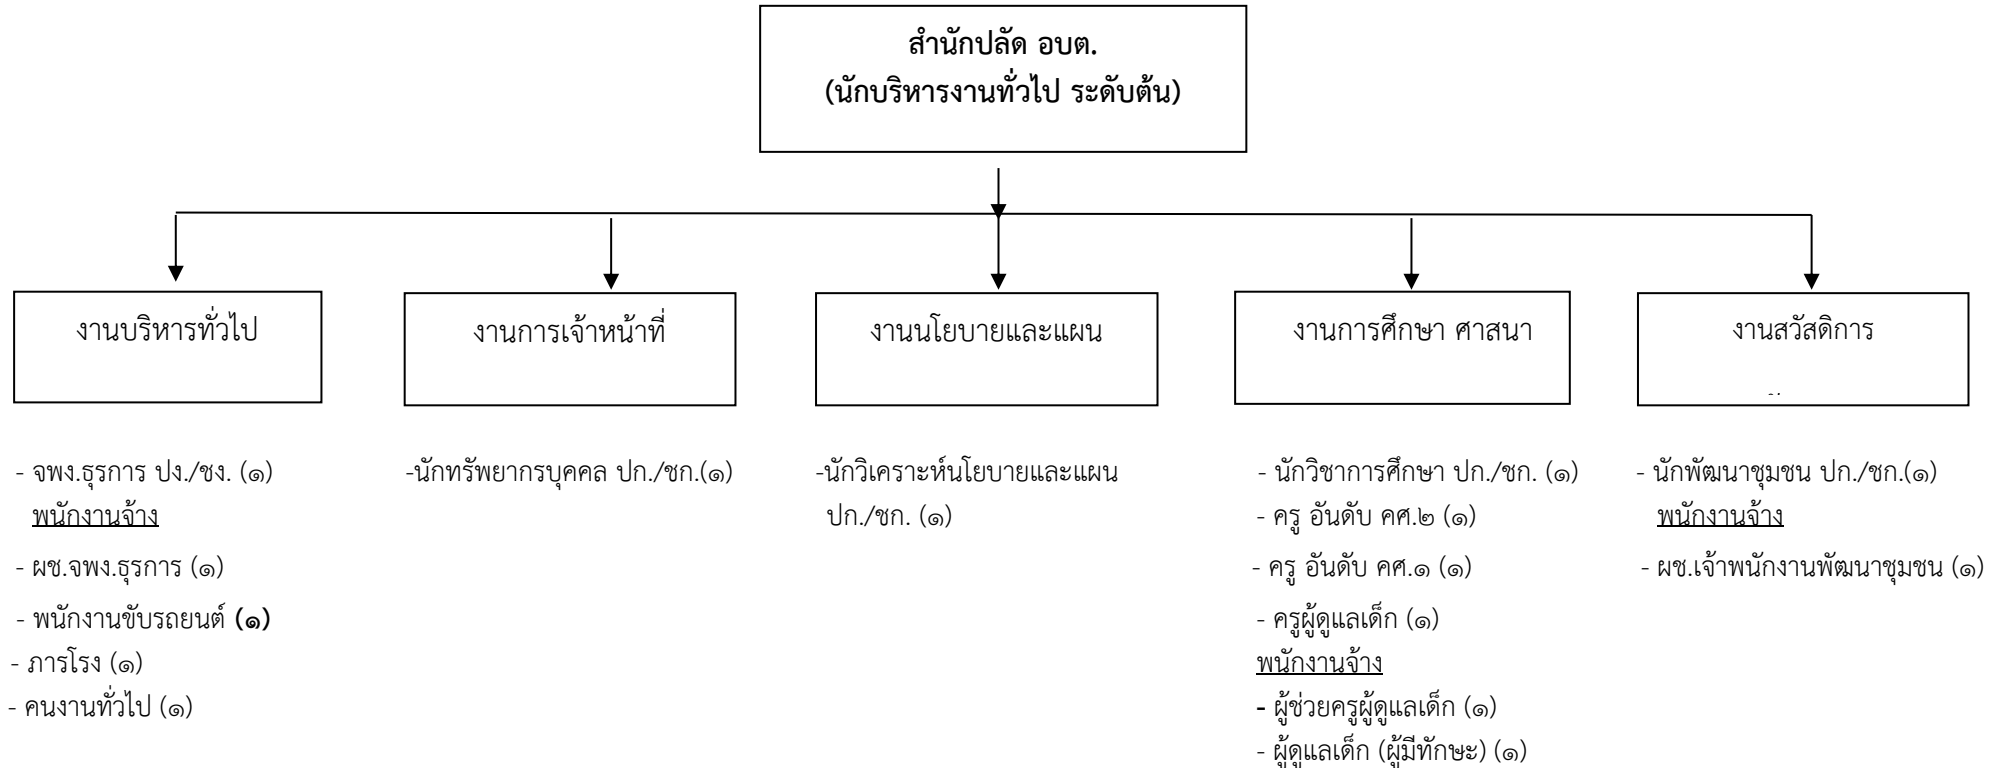 สำนักปลัด อบต.
(นักบริหารงานทั่วไป ระดับต้น)
งานบริหารทั่วไป
งานการเจ้าหน้าที่
งานนโยบายและแผน
งานการศึกษา ศาสนา
งานสวัสดิการ
- จพง.ธุรการ ปง./ชง. (๑)
พนักงานจ้าง
- ผช.จพง.ธุรการ (๑)
- พนักงานขับรถยนต์ (๑)
- ภารโรง (๑)
- คนงานทั่วไป (๑)
-นักทรัพยากรบุคคล ปก./ชก.(๑)
-นักวิเคราะห์นโยบายและแผน
ปก./ชก. (๑)
- นักวิชาการศึกษา ปก./ชก. (๑)
- ครู อันดับ คศ.๒ (๑)
- ครู อันดับ คศ.๑ (๑)
- ครูผู้ดูแลเด็ก (๑)
พนักงานจ้าง
- ผู้ช่วยครูผู้ดูแลเด็ก (๑)
- ผู้ดูแลเด็ก (ผู้มีทักษะ) (๑)
- นักพัฒนาชุมชน ปก./ชก.(๑)
พนักงานจ้าง
- ผช.เจ้าพนักงานพัฒนาชุมชน (๑)